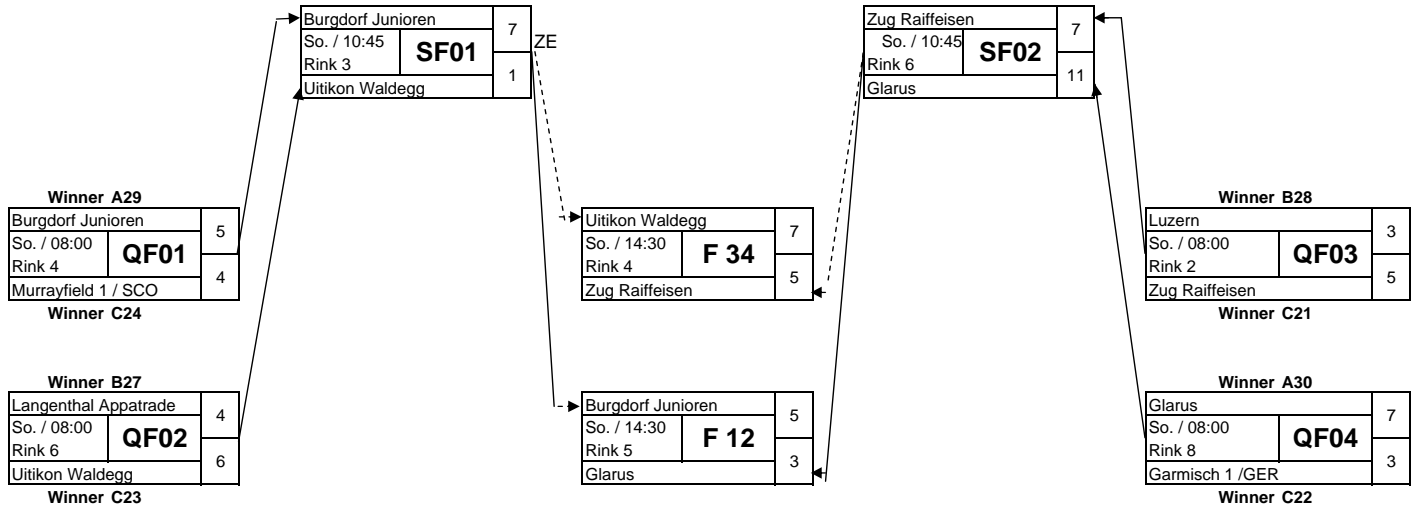 Burgdorf Junioren
7
So. / 10:45
SF01
ZE
Rink 3
1
Uitikon Waldegg
Zug Raiffeisen
7
So. / 10:45
SF02
Rink 6
11
Glarus
Winner A29
Burgdorf Junioren
5
So. / 08:00
QF01
Rink 4
4
Murrayfield 1 / SCO
Winner C24
Uitikon Waldegg
7
So. / 14:30
F 34
Rink 4
5
Zug Raiffeisen
Winner B28
Luzern
3
So. / 08:00
QF03
Rink 2
5
Zug Raiffeisen
Winner C21
Winner B27
Langenthal Appatrade
4
So. / 08:00
QF02
Rink 6
6
Uitikon Waldegg
Winner C23
Burgdorf Junioren
5
So. / 14:30
F 12
Rink 5
3
Glarus
Winner A30
Glarus
7
So. / 08:00
QF04
Rink 8
3
Garmisch 1 /GER
Winner C22